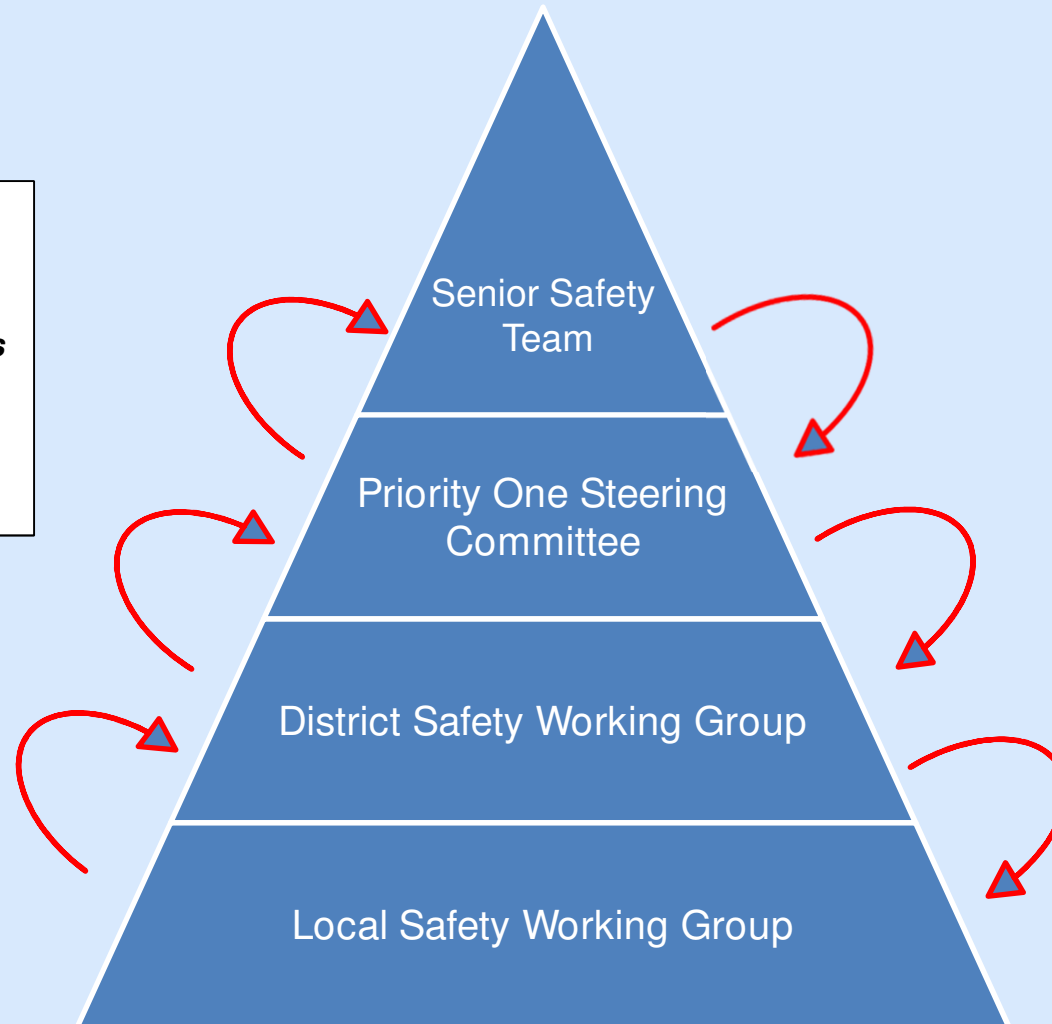 Senior Safety
Team
Priority One Steering
Committee
District Safety Working Group
Local Safety Working Group